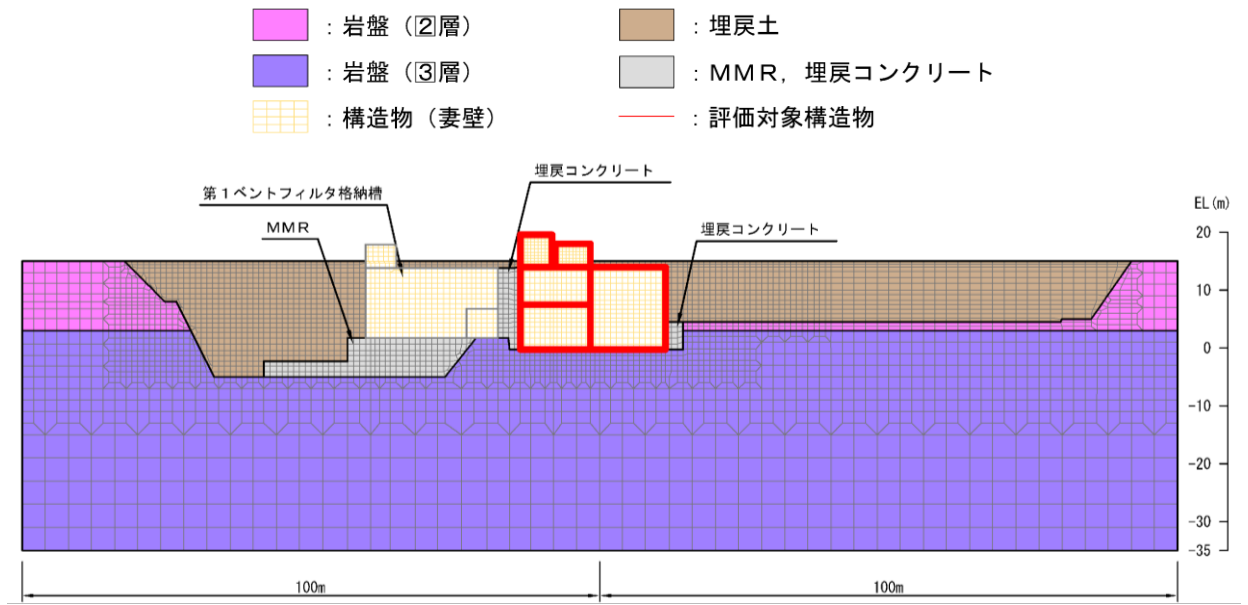 ：岩盤（②層）
：埋戻土
：岩盤（③層）
：ＭＭＲ，埋戻コンクリート
：構造物（妻壁）
：評価対象構造物
埋戻コンクリート
第１ベントフィルタ格納槽
ＭＭＲ
埋戻コンクリート
EL(m)
20
10
0
-10
-20
-30
-35
100m
100m